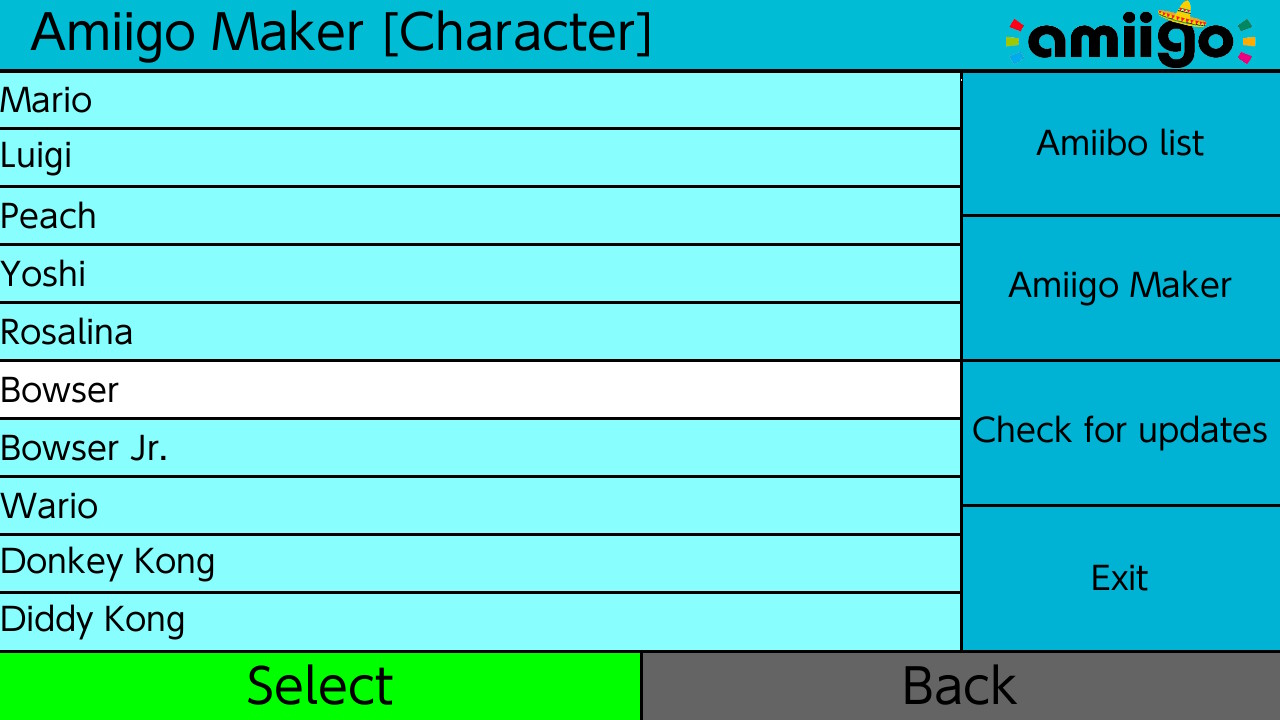 Amiigo Maker [Character]
amiigo
Mario
Luigi
Peach
Yoshi
Rosalina
Bowser
Bowser Jr.
Wario
Donkey Kong
Diddy Kong
Amiibo list
Amiigo Maker
Check for updates
Exit
Select
Back